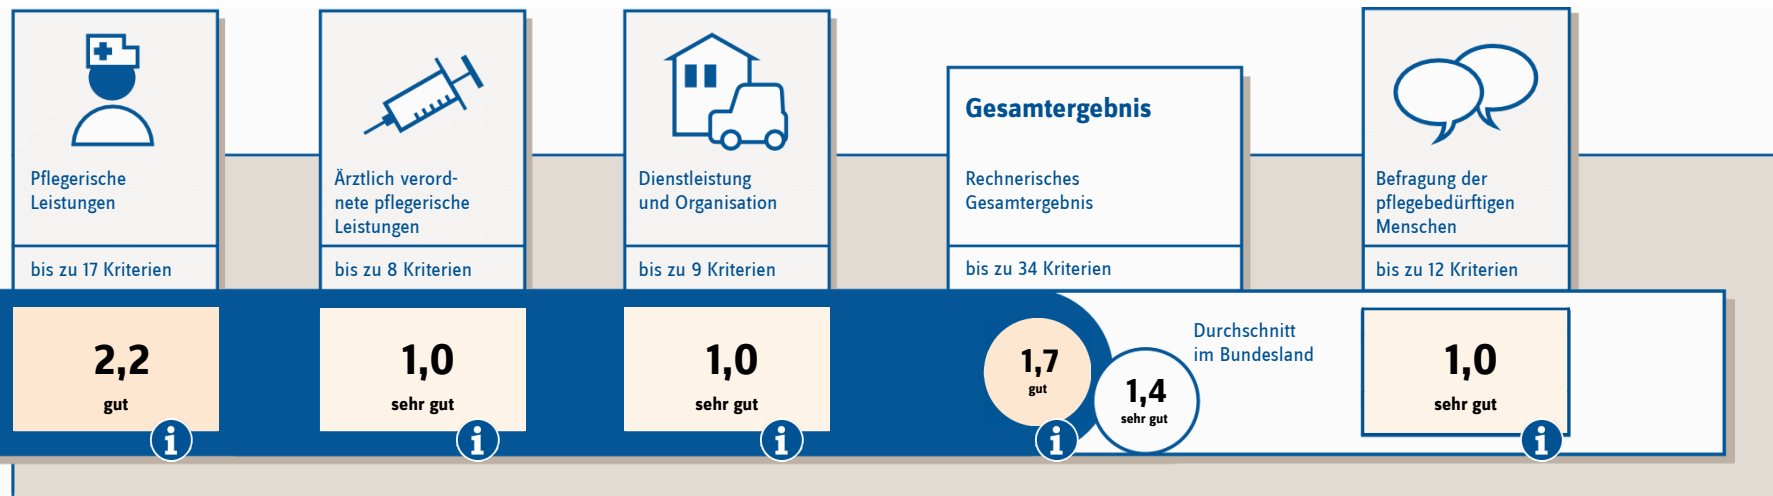 Pflegerische
Leistungen
bis zu 17 Kriterien
2,2
gut
i
Ärztlich verord-
nete pflegerische
Leistungen
bis zu 8 Kriterien
1,0
sehr gut
i
Dienstleistung
und Organisation
bis zu 9 Kriterien
1,0
sehr gut
i
Gesamtergebnis
Rechnerisches
Gesamtergebnis
bis zu 34 Kriterien
1,7
gut
i
1,4
sehr gut
Durchschnitt
im Bundesland
Befragung der
pflegebedürftigen
Menschen
bis zu 12 Kriterien
1,0
sehr gut
i